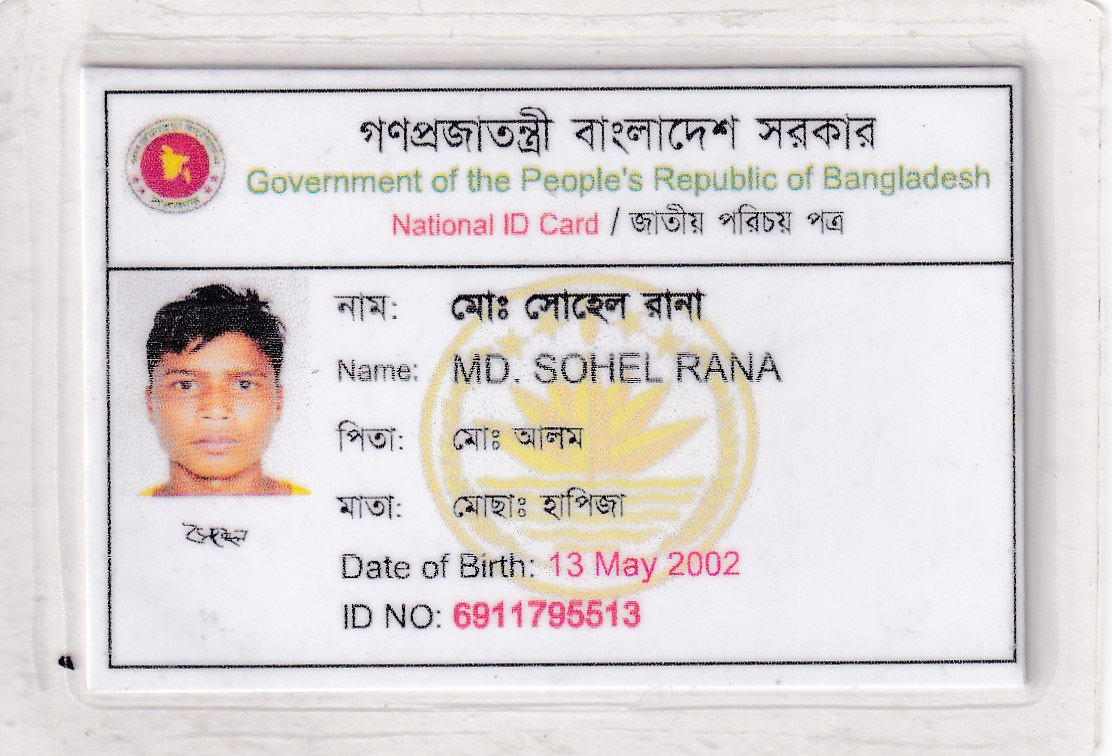 গণপ্রজাতন্ত্রী বাংলাদেশ সরকার
Government of the People's Republic of Bangladesh
National ID Card / জাতীয় পরিচয় পত্র
নাম: মোঃ সোহেল রানা
Name: MD. SOHEL RANA
পিতা: মোঃ আলম
মাতা: মোছাঃ হাপিজা
সোহেল
Date of Birth: 13 May 2002
ID NO: 6911795513